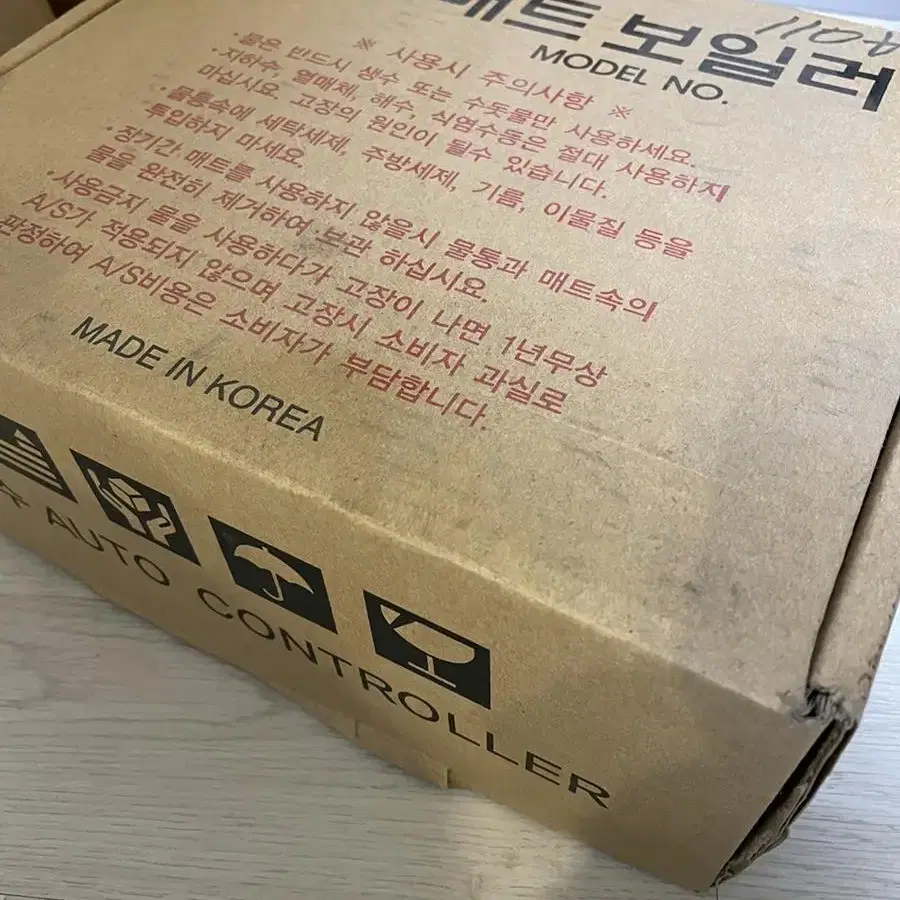 매트 보일러
MODEL NO.
※ 사용시 주의사항 ※
·물은 반드시 생수 또는 수돗물만 사용하세요.
·지하수, 열매체, 해수, 식염수등은 절대 사용하지
마십시요. 고장의 원인이 될수 있습니다.
·물통속에 세탁세제, 주방세제, 기름, 이물질 등을
투입하지 마세요.
·장기간 매트를 사용하지 않을시 물통과 매트속의
물을 완전히 제거하여 보관 하십시요.
·사용금지 물을 사용하다가 고장이 나면 1년무상
A/S가 적용되지 않으며 고장시 소비자 과실로
판정하여 A/S비용은 소비자가 부담합니다.
MADE IN KOREA
AUTO CONTROLLER